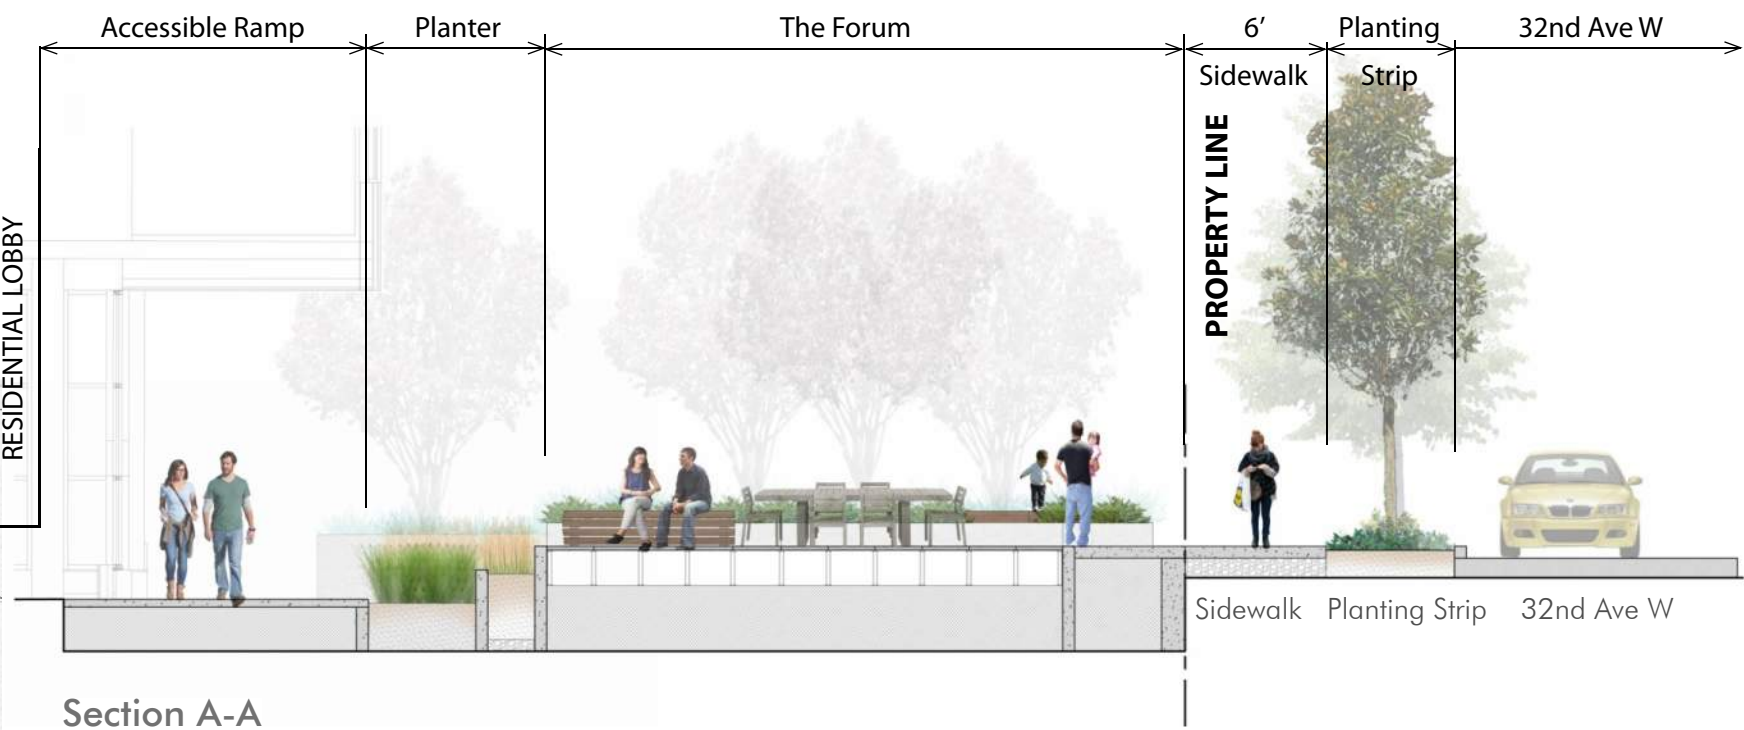 Accessible Ramp
Planter
The Forum
6’
Sidewalk
Planting
Strip
32nd Ave W
RESIDENTIAL LOBBY
PROPERTY LINE
Sidewalk
Planting Strip
32nd Ave W
Section A-A